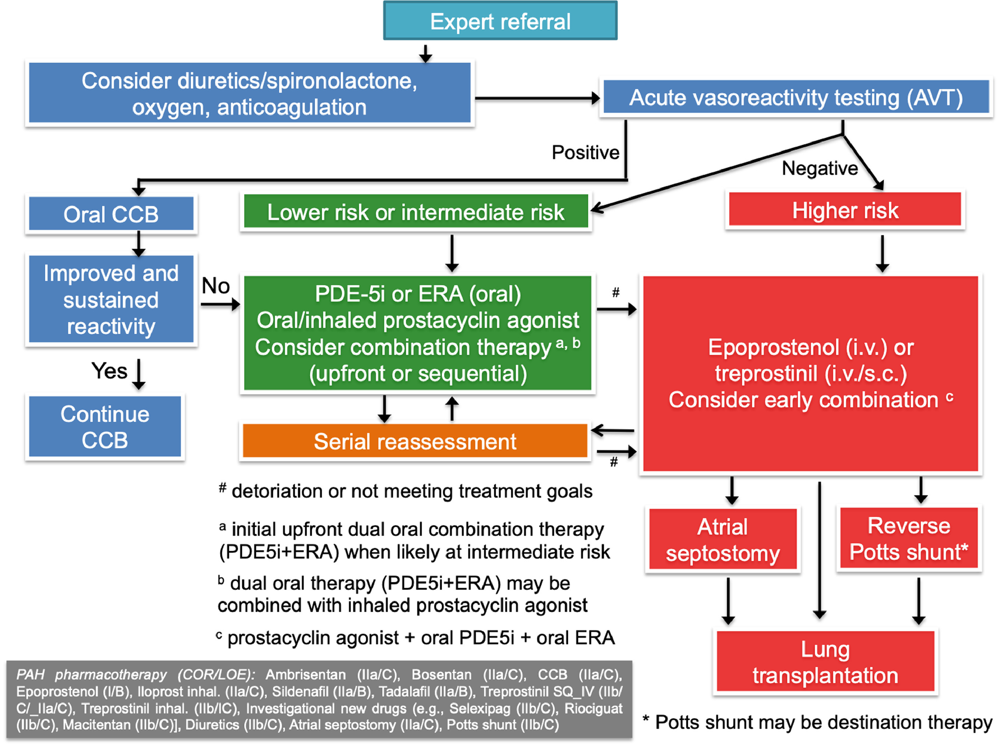 Expert referral
Consider diuretics/spironolactone,
oxygen, anticoagulation
Acute vasoreactivity testing (AVT)
Positive
Negative
Oral CCB
Lower risk or intermediate risk
Higher risk
Improved and
sustained
reactivity
No
PDE-5i or ERA (oral)
Oral/inhaled prostacyclin agonist
Consider combination therapy a, b
(upfront or sequential)
#
Epoprostenol (i.v.) or
treprostinil (i.v./s.c.)
Consider early combination c
Yes
Continue
CCB
Serial reassessment
#
# detoriation or not meeting treatment goals
a initial upfront dual oral combination therapy
(PDE5i+ERA) when likely at intermediate risk
b dual oral therapy (PDE5i+ERA) may be
combined with inhaled prostacyclin agonist
c prostacyclin agonist + oral PDE5i + oral ERA
Atrial
septostomy
Reverse
Potts shunt*
Lung
transplantation
PAH pharmacotherapy (COR/LOE): Ambrisentan (IIa/C), Bosentan (IIa/C), CCB (IIa/C),
Epoprostenol (I/B), Iloprost inhal. (IIa/C), Sildenafil (IIa/B), Tadalafil (IIa/B), Treprostinil SQ_IV (IIb/
C/_IIa/C), Treprostinil inhal. (IIb/IC), Investigational new drugs (e.g., Selexipag (IIb/C), Riociguat
(IIb/C), Macitentan (IIb/C)], Diuretics (IIb/C), Atrial septostomy (IIa/C), Potts shunt (IIb/C)
* Potts shunt may be destination therapy